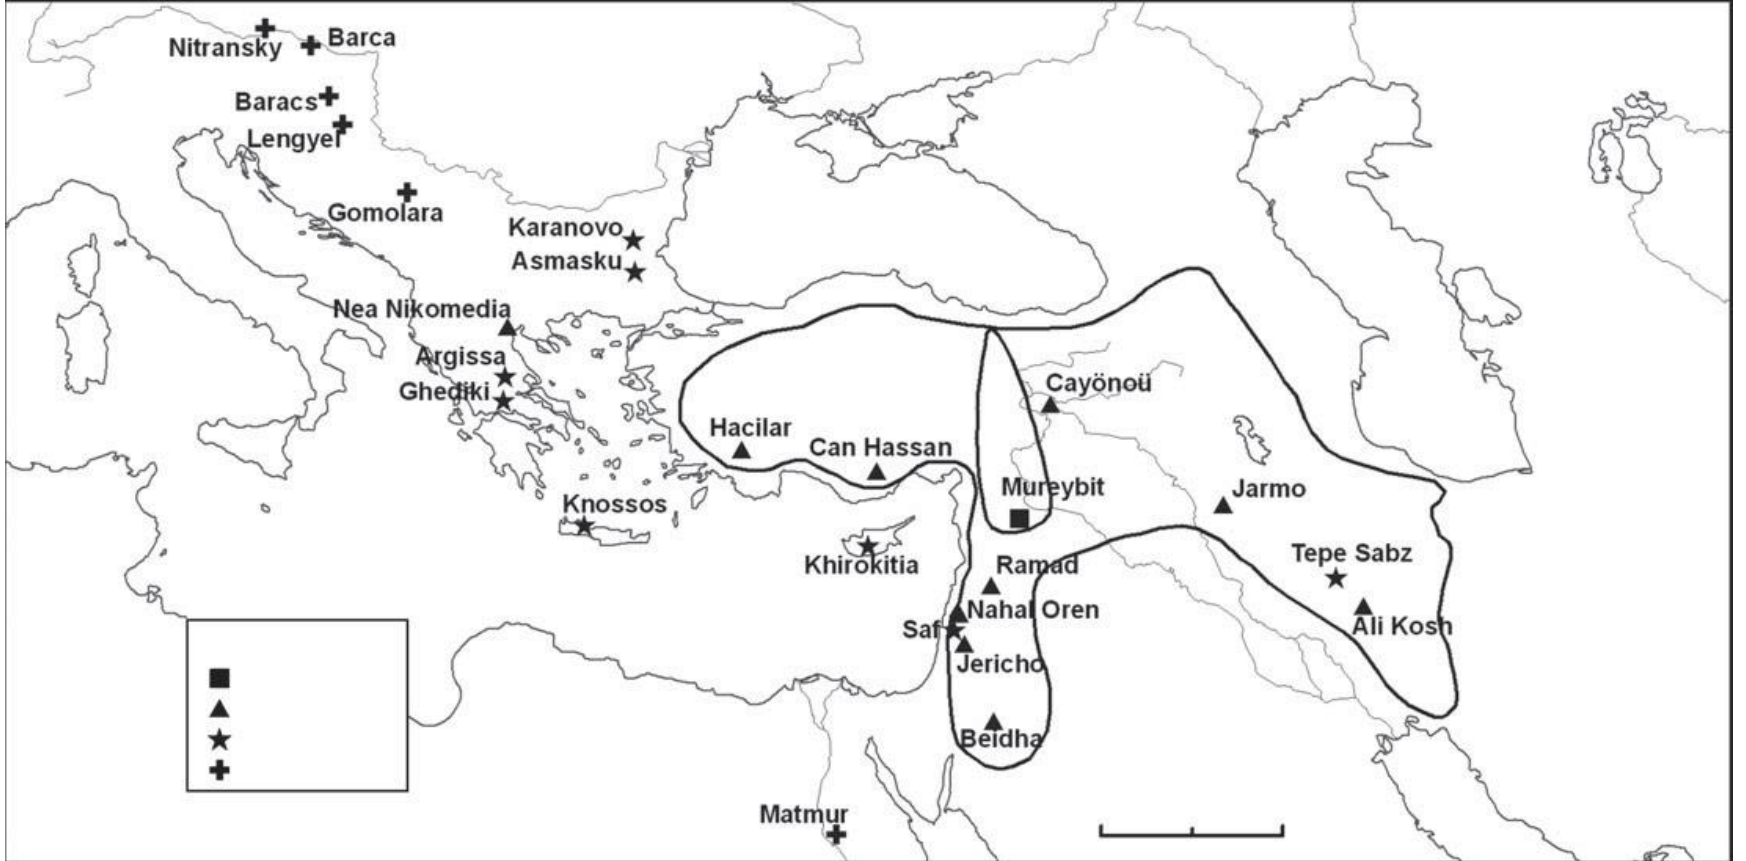 Nitransky
Barca
Baracs
Lengyel
Gomolara
Karanovo
Asmasku
Nea Nikomedia
Argissa
Ghediki
Cayönoü
Hacilar
Can Hassan
Mureybit
Jarmo
Knossos
Khirokitia
Tepe Sabz
Ramad
Nahal Oren
Ali Kosh
Saf
Jericho
Beidha
Matmur